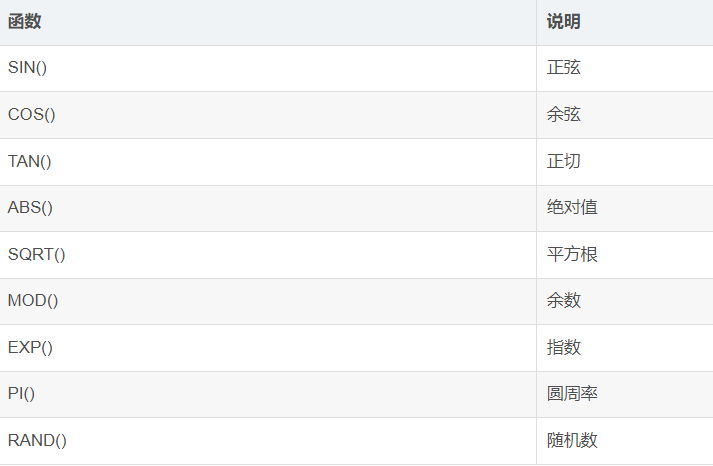 函数 说明
SIN() 正弦
COS() 余弦
TAN() 正切
ABS() 绝对值
SQRT() 平方根
MOD() 余数
EXP() 指数
PI() 圆周率
RAND() 随机数